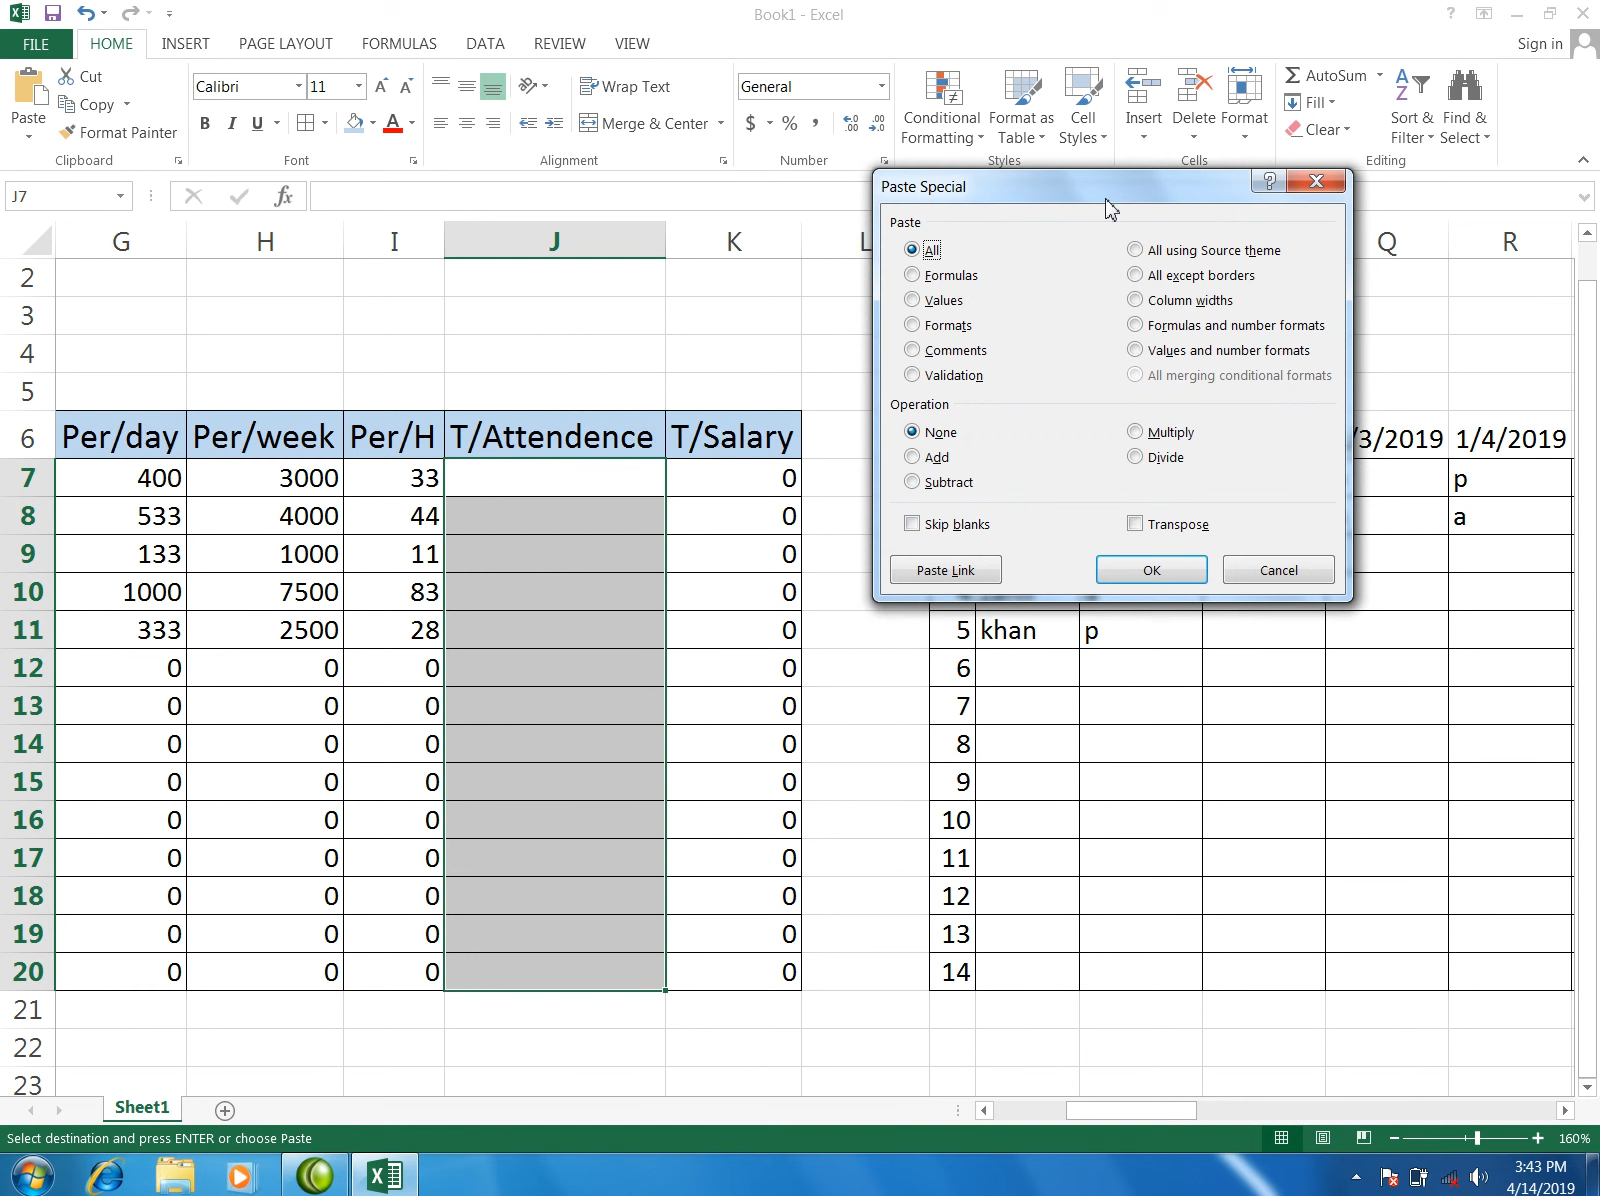 Book1 - Excel
?
FILE HOME INSERT PAGE LAYOUT FORMULAS DATA REVIEW VIEW Sign in
Paste
Cut
Copy
Format Painter
Clipboard
Calibri 11 A A
B I U A
Font
Wrap Text
Merge & Center
Alignment
General
$ % , .00 .0
Number
Conditional Formatting
Format as Table
Cell Styles
Styles
Insert Delete Format
Cells
AutoSum
Fill
Clear
Sort & Filter
Find & Select
Editing
J7 fx
Paste Special ?
Paste
All All using Source theme
Formulas All except borders
Values Column widths
Formats Formulas and number formats
Comments Values and number formats
Validation All merging conditional formats
Operation
None Multiply
Add Divide
Subtract
Skip blanks Transpose
Paste Link OK Cancel
G H I J K L Q R
2
3
4
5
6 Per/day Per/week Per/H T/Attendence T/Salary /3/2019 1/4/2019
7 400 3000 33 0 p
8 533 4000 44 0 a
9 133 1000 11 0
10 1000 7500 83 0
11 333 2500 28 0 5 khan p
12 0 0 0 0 6
13 0 0 0 0 7
14 0 0 0 0 8
15 0 0 0 0 9
16 0 0 0 0 10
17 0 0 0 0 11
18 0 0 0 0 12
19 0 0 0 0 13
20 0 0 0 0 14
21
22
23
Sheet1
Select destination and press ENTER or choose Paste 160%
3:43 PM
4/14/2019